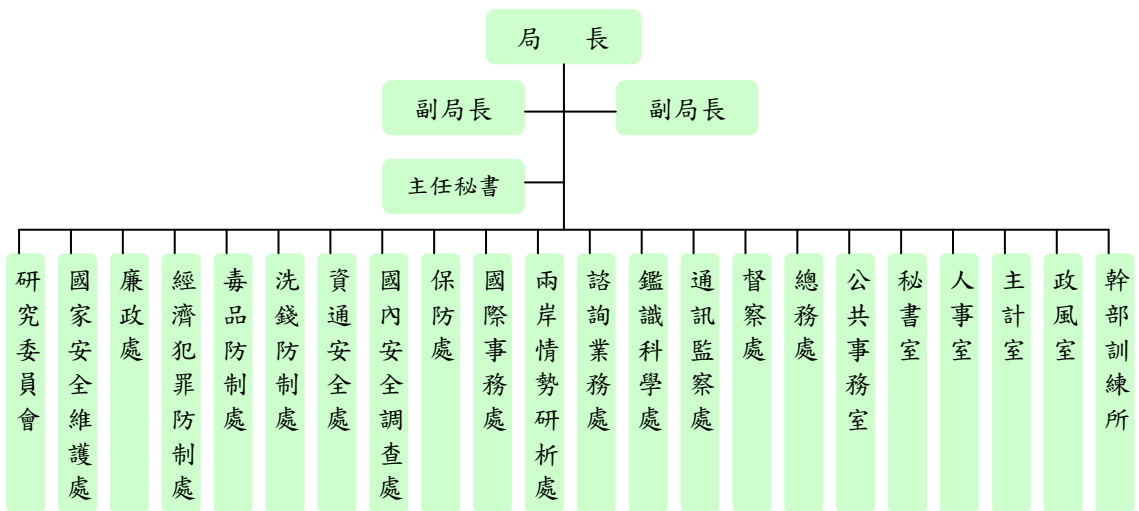 局長
副局長
副局長
主任秘書
研究委員會
國家安全維護處
廉政處
經濟犯罪防制處
毒品防制處
洗錢防制處
資通安全處
國內安全調查處
保防處
國際事務處
兩岸情勢研析處
諮詢業務處
鑑識科學處
通訊監察處
督察處
總務處
公共事務室
秘書室
人事室
主計室
政風室
幹部訓練所